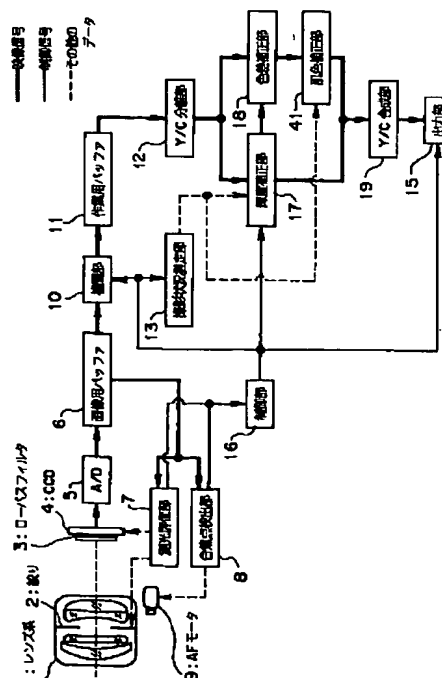 映像信号
制御信号
その他の
データ
:レンズ系
2:絞り
3:ローパスフィルタ
4:CCD
5
A/D
6
画像用バッファ
7
測光評価部
8
合焦点検出部
9:AFモータ
10
補間部
11
作業用バッファ
12
Y/C 分離部
13
撮影状況推定部
16
制御部
17
輝度補正部
18
色差補正部
41
肌色補正部
19
Y/C 合成部
15
出力部